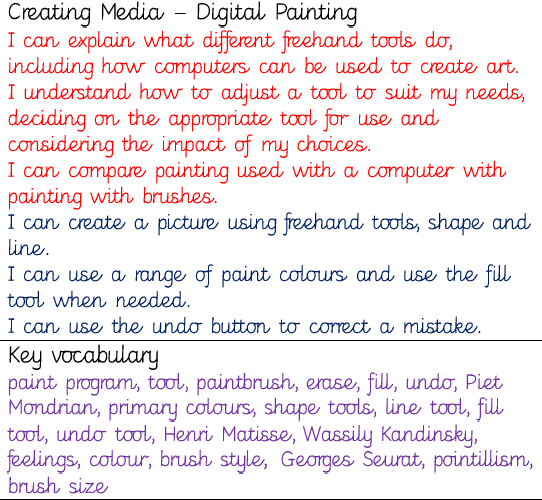 Creating Media – Digital Painting
I can explain what different freehand tools do,
including how computers can be used to create art.
I understand how to adjust a tool to suit my needs,
deciding on the appropriate tool for use and
considering the impact of my choices.
I can compare painting used with a computer with
painting with brushes.
I can create a picture using freehand tools, shape and
line.
I can use a range of paint colours and use the fill
tool when needed.
I can use the undo button to correct a mistake.
Key vocabulary
paint program, tool, paintbrush, erase, fill, undo, Piet
Mondrian, primary colours, shape tools, line tool, fill
tool, undo tool, Henri Matisse, Wassily Kandinsky,
feelings, colour, brush style, Georges Seurat, pointillism,
brush size